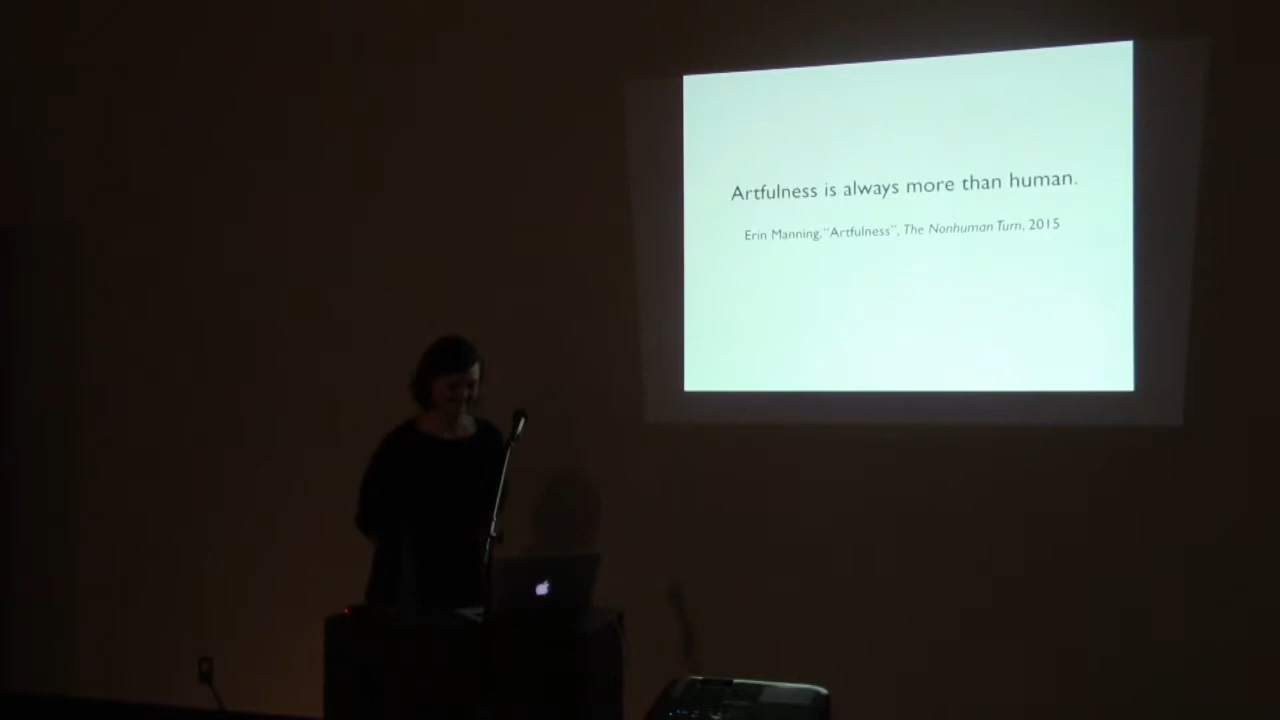 Artfulness is always more than human.
Erin Manning, "Artfulness", The Nonhuman Turn, 2015